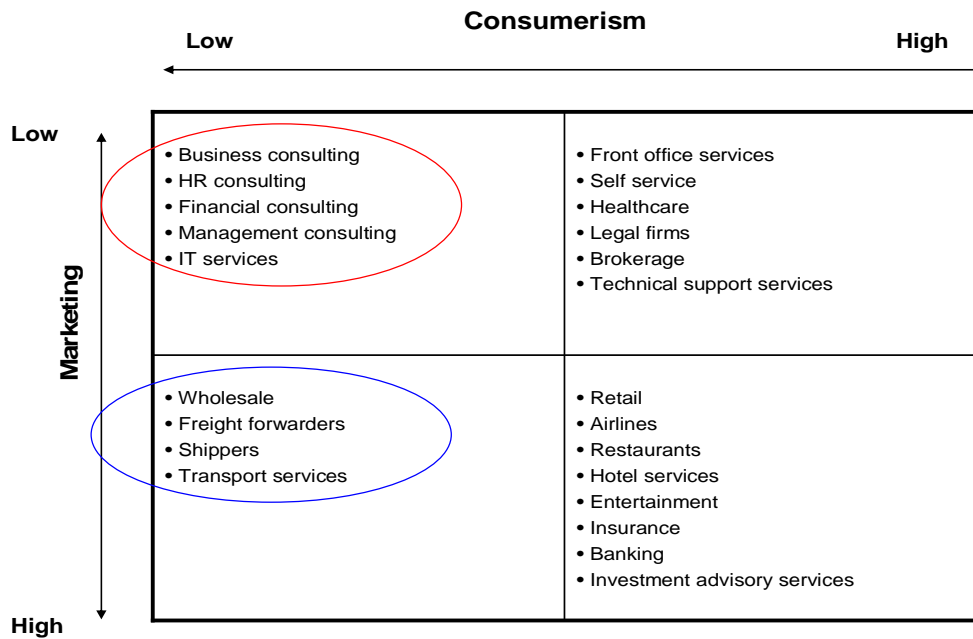 Consumerism
Low
High
Low
Marketing
High
• Business consulting
• HR consulting
• Financial consulting
• Management consulting
• IT services
• Front office services
• Self service
• Healthcare
• Legal firms
• Brokerage
• Technical support services
• Wholesale
• Freight forwarders
• Shippers
• Transport services
• Retail
• Airlines
• Restaurants
• Hotel services
• Entertainment
• Insurance
• Banking
• Investment advisory services